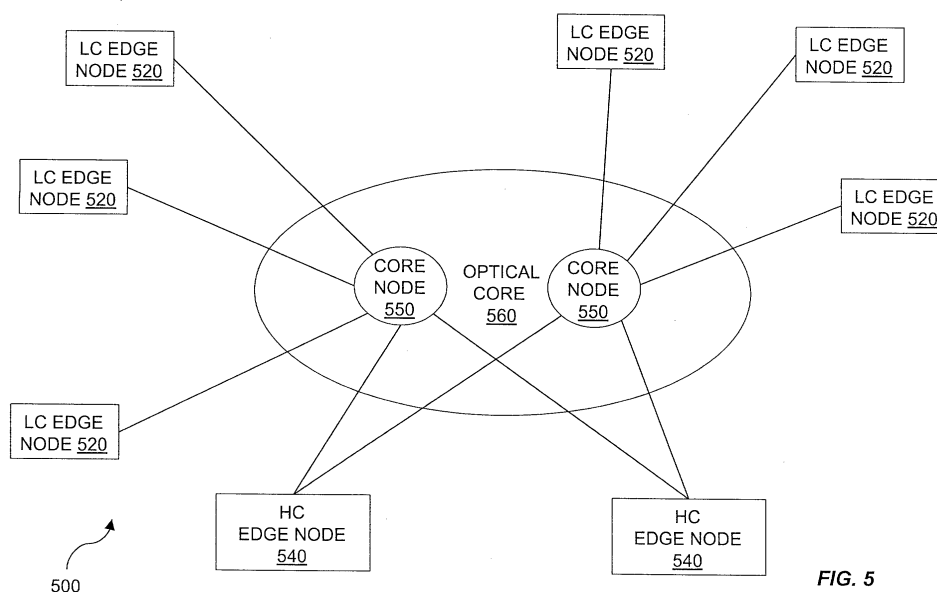 LC EDGE
NODE 520
LC EDGE
NODE 520
LC EDGE
NODE 520
LC EDGE
NODE 520
LC EDGE
NODE 520
CORE
NODE
550
OPTICAL
CORE
560
CORE
NODE
550
LC EDGE
NODE 520
HC
EDGE NODE
540
HC
EDGE NODE
540
500
FIG. 5